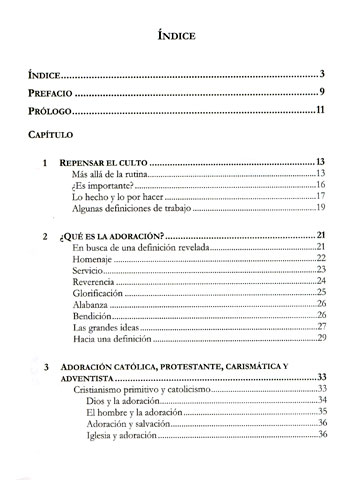 ÍNDICE
ÍNDICE........................................................................3
PREFACIO ....................................................................9
PRÓLOGO....................................................................11
CAPÍTULO
1 REPENSAR EL CULTO ................................................13
Más allá de la rutina....................................................13
¿Es importante?..........................................................16
Lo hecho y lo por hacer..............................................17
Algunas definiciones de trabajo..................................19
2 ¿QUÉ ES LA ADORACIÓN?..........................................21
En busca de una definición revelada............................21
Homenaje ..................................................................22
Servicio......................................................................23
Reverencia .................................................................24
Glorificación ..............................................................25
Alabanza ....................................................................26
Bendición...................................................................26
Las grandes ideas........................................................27
Hacia una definición ...................................................29
3 ADORACIÓN CATÓLICA, PROTESTANTE, CARISMÁTICA Y
ADVENTISTA..............................................................33
Cristianismo primitivo y catolicismo............................33
Dios y la adoración.....................................................34
El hombre y la adoración.............................................35
Adoración y salvación.................................................36
Iglesia y adoración......................................................36